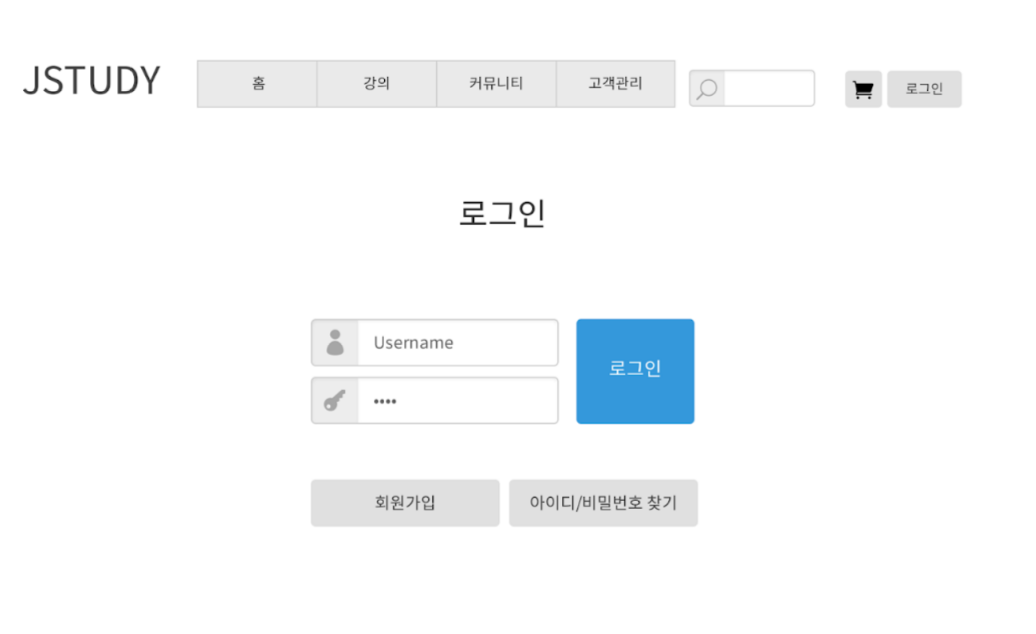 JSTUDY
홈
강의
커뮤니티
고객관리
로그인
로그인
Username
••••
로그인
회원가입
아이디/비밀번호 찾기